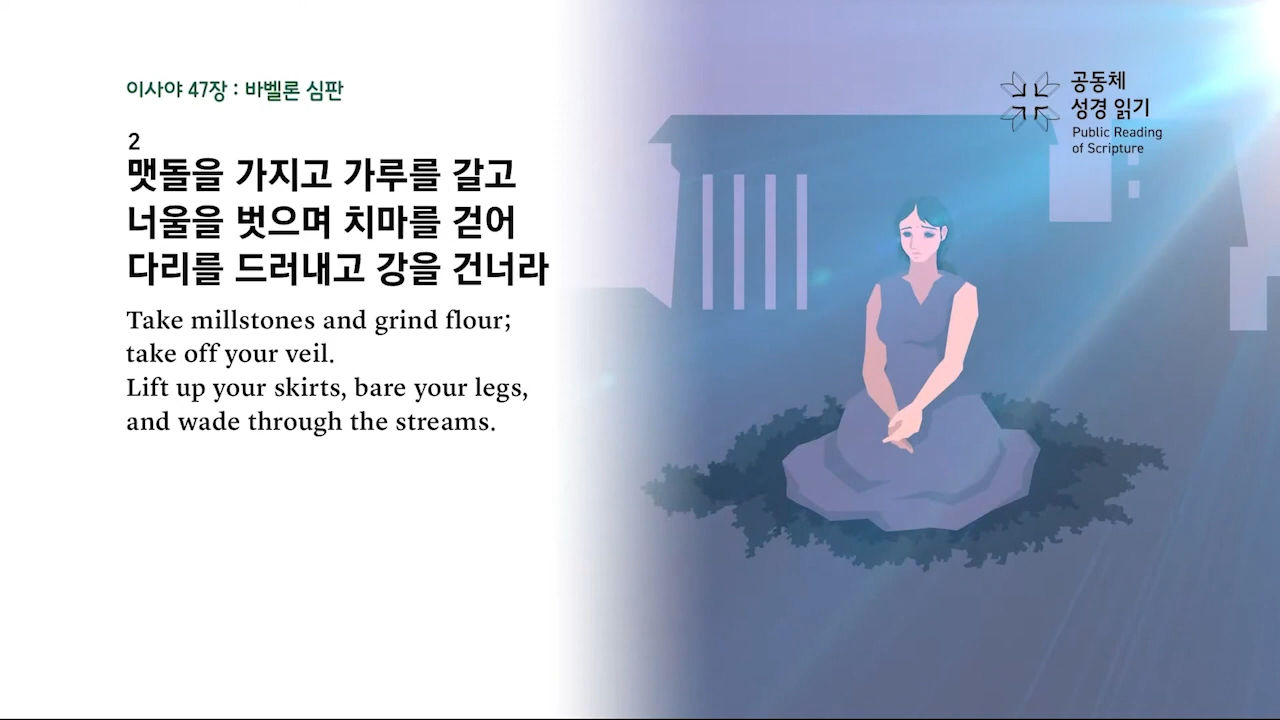 이사야 47장 : 바벨론 심판
2
맷돌을 가지고 가루를 갈고
너울을 벗으며 치마를 걷어
다리를 드러내고 강을 건너라
Take millstones and grind flour;
take off your veil.
Lift up your skirts, bare your legs,
and wade through the streams.
공동체
성경 읽기
Public Reading
of Scripture